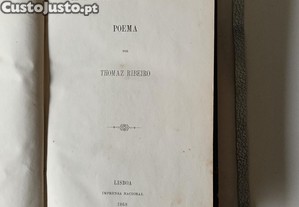 CustoJusto.pt
POEMA
POR
THOMAZ RIBEIRO
LISBOA
IMPRENSA NACIONAL